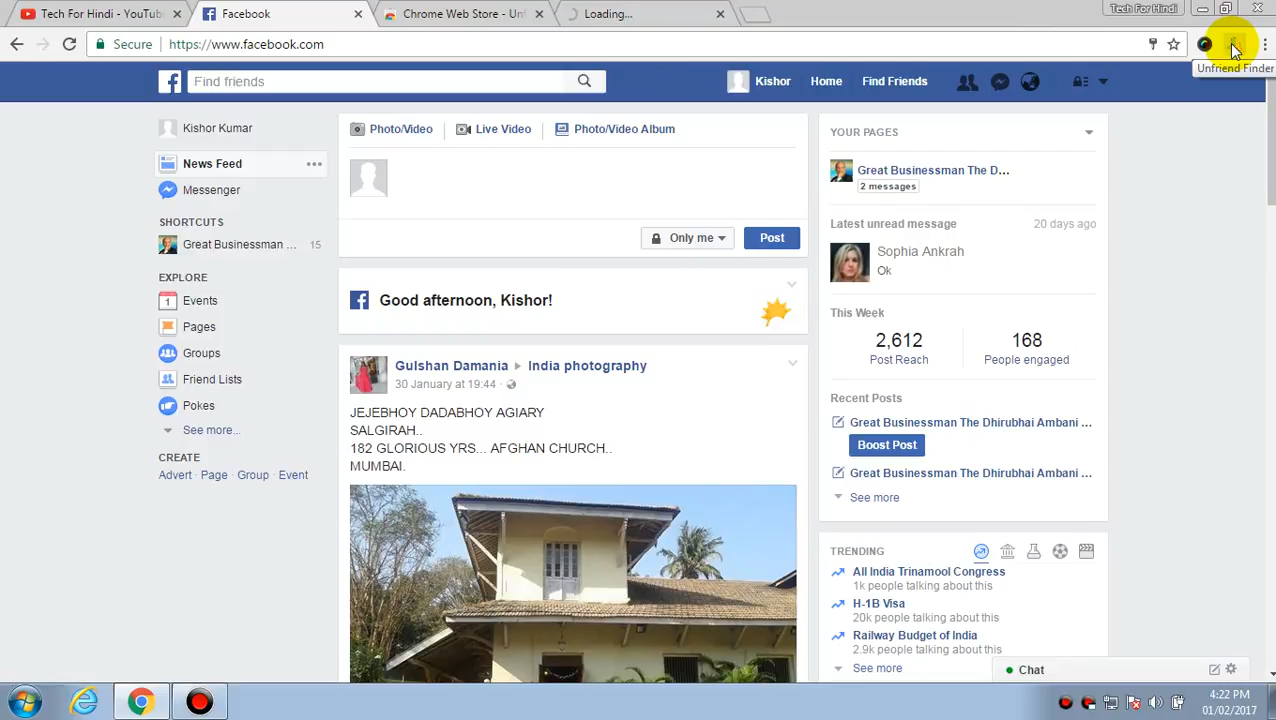 Tech For Hindi - YouTube
Facebook
Chrome Web Store - Unf
Loading...
Tech For Hindi
Secure
https://www.facebook.com
Unfriend Finder
Find friends
Kishor
Home
Find Friends
Kishor Kumar
News Feed
Messenger
SHORTCUTS
Great Businessman ... 15
EXPLORE
1 Events
Pages
Groups
Friend Lists
Pokes
See more...
CREATE
Advert · Page · Group · Event
Photo/Video
Live Video
Photo/Video Album
Only me
Post
Good afternoon, Kishor!
Gulshan Damania ▸ India photography
30 January at 19:44 ·
JEJEBHOY DADABHOY AGIARY
SALGIRAH..
182 GLORIOUS YRS... AFGHAN CHURCH..
MUMBAI.
YOUR PAGES
Great Businessman The D...
2 messages
Latest unread message 20 days ago
Sophia Ankrah
Ok
This Week
2,612 168
Post Reach People engaged
Recent Posts
Great Businessman The Dhirubhai Ambani ...
Boost Post
Great Businessman The Dhirubhai Ambani ...
See more
TRENDING
All India Trinamool Congress
1k people talking about this
H-1B Visa
20k people talking about this
Railway Budget of India
2.9k people talking about this
See more
Chat
4:22 PM
01/02/2017